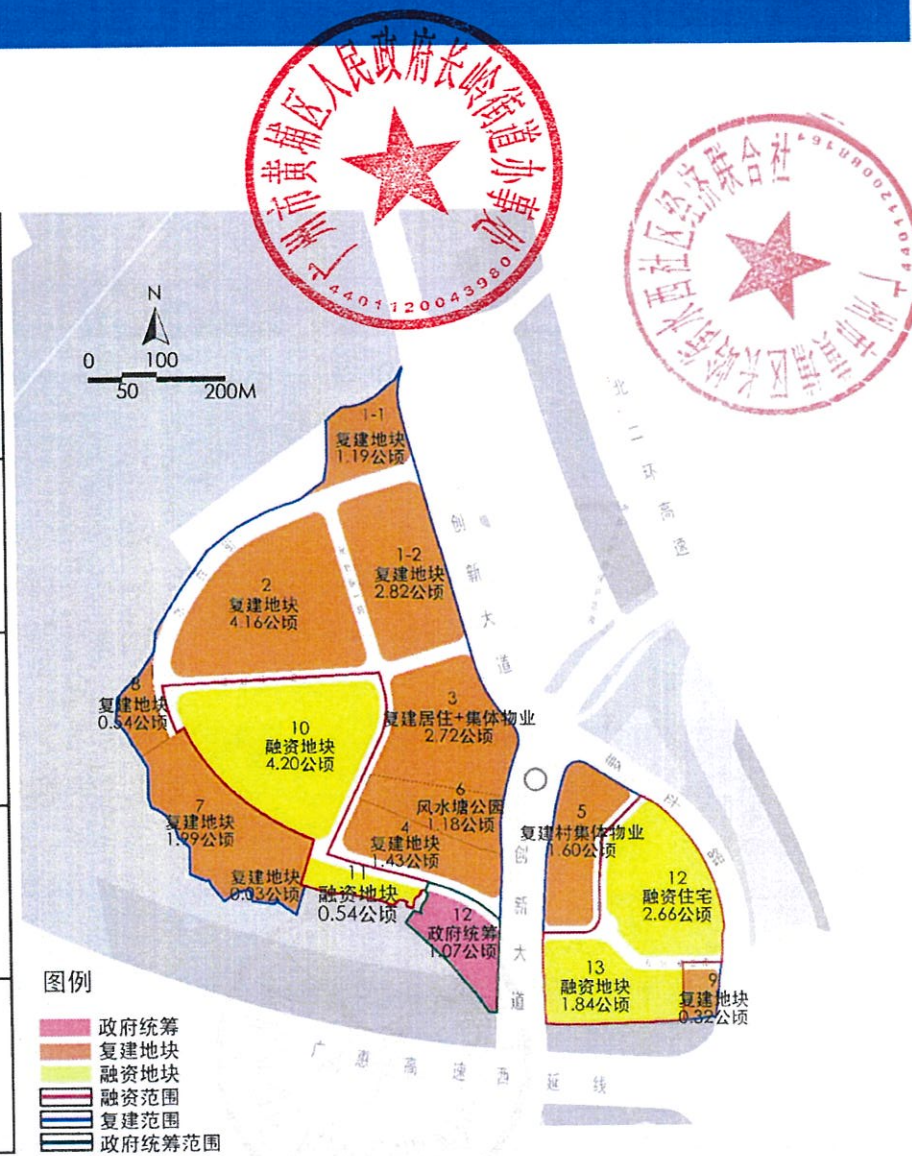 广州市黄埔区人民政府长岭街道办事处
4401120043980
广州市黄埔区长岭街水西社区经济联合社
N
0 100
50 200M
北二环高速
1-1
复建地块
1.19公顷
创新大道
1-2
复建地块
2.82公顷
2
复建地块
4.16公顷
8
复建地块
0.54公顷
3
复建居住+集体物业
2.72公顷
10
融资地块
4.20公顷
6
风水塘公园
1.18公顷
7
复建地块
1.99公顷
4
复建地块
1.43公顷
5
复建村集体物业
1.60公顷
复建地块
0.03公顷
11
融资地块
0.54公顷
12
融资住宅
2.66公顷
12
政府统筹
1.07公顷
创新大道
13
融资地块
1.84公顷
9
复建地块
0.32公顷
广惠高速西延线
图例
政府统筹
复建地块
融资地块
融资范围
复建范围
政府统筹范围